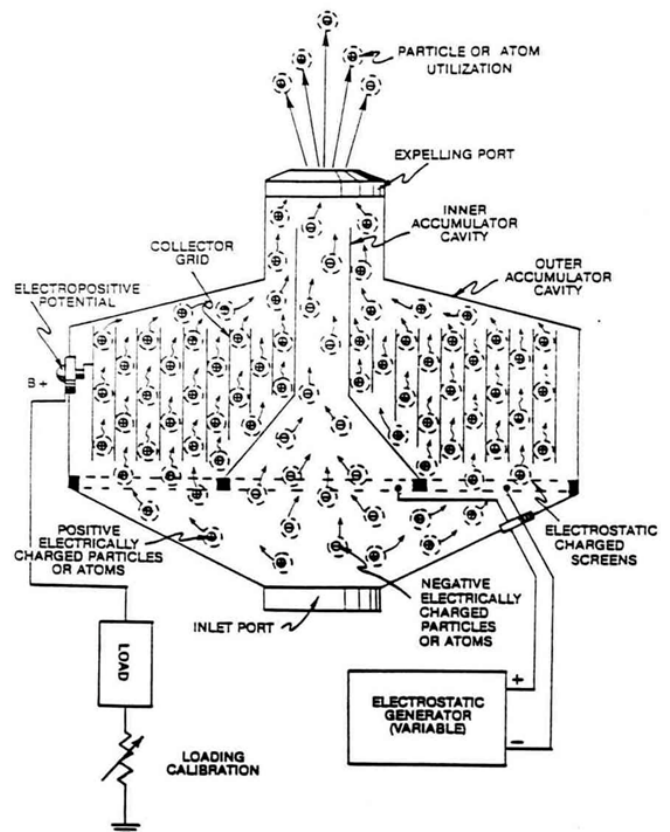 PARTICLE OR ATOM
UTILIZATION
EXPELLING PORT
INNER
ACCUMULATOR
CAVITY
COLLECTOR
GRID
OUTER
ACCUMULATOR
CAVITY
ELECTROPOSITIVE
POTENTIAL
B+
POSITIVE
ELECTRICALLY
CHARGED PARTICLES
OR ATOMS
ELECTROSTATIC
CHARGED
SCREENS
NEGATIVE
ELECTRICALLY
CHARGED
PARTICLES
OR ATOMS
INLET PORT
LOAD
+
ELECTROSTATIC
GENERATOR
(VARIABLE)
−
LOADING
CALIBRATION